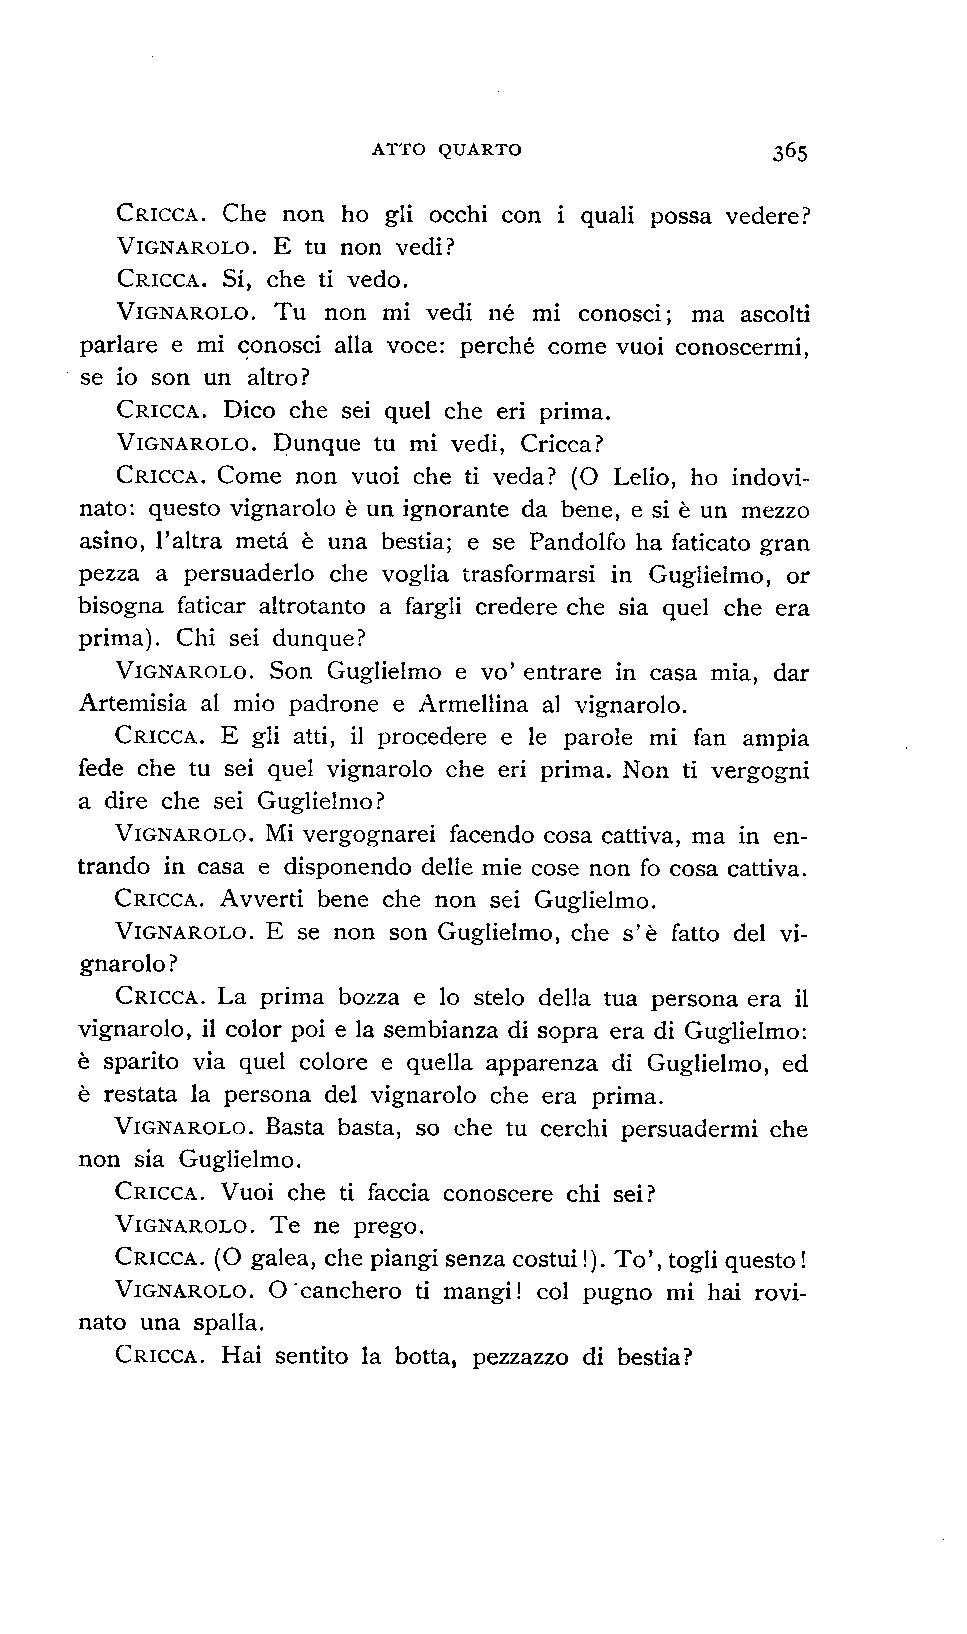 ATTO QUARTO 365
CRICCA. Che non ho gli occhi con i quali possa vedere?
VIGNAROLO. E tu non vedi?
CRICCA. Sí, che ti vedo.
VIGNAROLO. Tu non mi vedi né mi conosci; ma ascolti
parlare e mi conosci alla voce: perché come vuoi conoscermi,
se io son un altro?
CRICCA. Dico che sei quel che eri prima.
VIGNAROLO. Dunque tu mi vedi, Cricca?
CRICCA. Come non vuoi che ti veda? (O Lelio, ho indovi-
nato: questo vignarolo è un ignorante da bene, e si è un mezzo
asino, l'altra metá è una bestia; e se Pandolfo ha faticato gran
pezza a persuaderlo che voglia trasformarsi in Guglielmo, or
bisogna faticar altrotanto a fargli credere che sia quel che era
prima). Chi sei dunque?
VIGNAROLO. Son Guglielmo e vo' entrare in casa mia, dar
Artemisia al mio padrone e Armellina al vignarolo.
CRICCA. E gli atti, il procedere e le parole mi fan ampia
fede che tu sei quel vignarolo che eri prima. Non ti vergogni
a dire che sei Guglielmo?
VIGNAROLO. Mi vergognarei facendo cosa cattiva, ma in en-
trando in casa e disponendo delle mie cose non fo cosa cattiva.
CRICCA. Avverti bene che non sei Guglielmo.
VIGNAROLO. E se non son Guglielmo, che s'è fatto del vi-
gnarolo?
CRICCA. La prima bozza e lo stelo della tua persona era il
vignarolo, il color poi e la sembianza di sopra era di Guglielmo:
è sparito via quel colore e quella apparenza di Guglielmo, ed
è restata la persona del vignarolo che era prima.
VIGNAROLO. Basta basta, so che tu cerchi persuadermi che
non sia Guglielmo.
CRICCA. Vuoi che ti faccia conoscere chi sei?
VIGNAROLO. Te ne prego.
CRICCA. (O galea, che piangi senza costui!). To', togli questo!
VIGNAROLO. O canchero ti mangi! col pugno mi hai rovi-
nato una spalla.
CRICCA. Hai sentito la botta, pezzazzo di bestia?